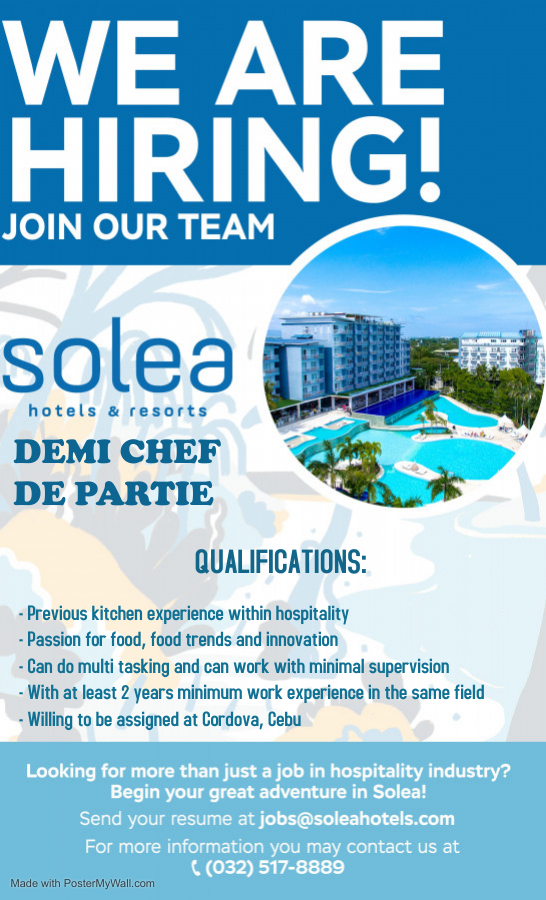 WE ARE
HIRING!
JOIN OUR TEAM
solea
hotels & resorts
DEMI CHEF
DE PARTIE
QUALIFICATIONS:
- Previous kitchen experience within hospitality
- Passion for food, food trends and innovation
- Can do multi tasking and can work with minimal supervision
- With at least 2 years minimum work experience in the same field
- Willing to be assigned at Cordova, Cebu
Looking for more than just a job in hospitality industry?
Begin your great adventure in Solea!
Send your resume at jobs@soleahotels.com
For more information you may contact us at
(032) 517-8889
Made with PosterMyWall.com